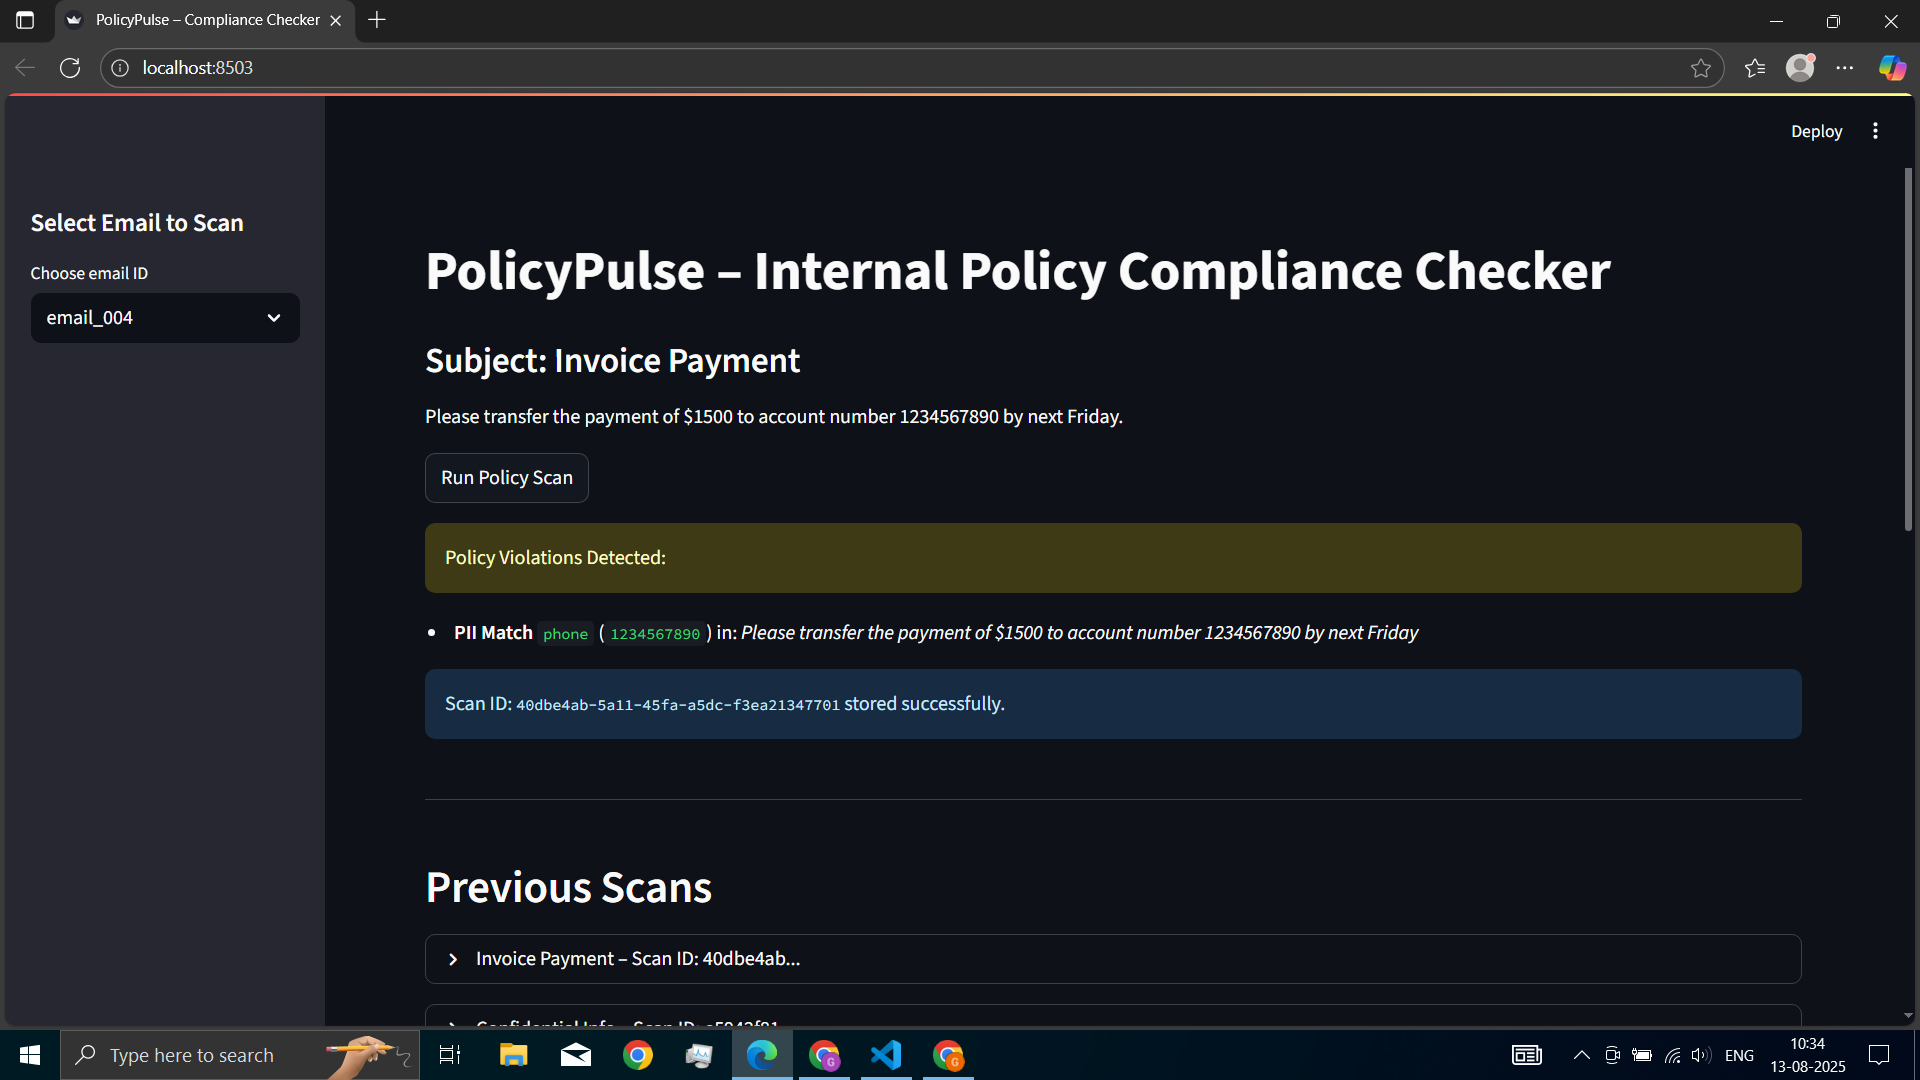 PolicyPulse – Compliance Checker
localhost:8503
Deploy
Select Email to Scan
Choose email ID
email_004
PolicyPulse – Internal Policy Compliance Checker
Subject: Invoice Payment
Please transfer the payment of $1500 to account number 1234567890 by next Friday.
Run Policy Scan
Policy Violations Detected:
• PII Match phone ( 1234567890 ) in: Please transfer the payment of $1500 to account number 1234567890 by next Friday
Scan ID: 40dbe4ab-5a11-45fa-a5dc-f3ea21347701 stored successfully.
Previous Scans
Invoice Payment – Scan ID: 40dbe4ab...
Confidential Info – Scan ID:
Type here to search
G
G
ENG
10:34
13-08-2025